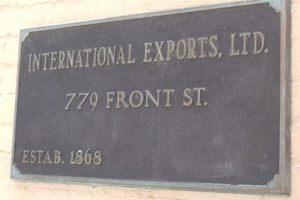 INTERNATIONAL EXPORTS, LTD.
779 FRONT ST.
ESTAB. 1868